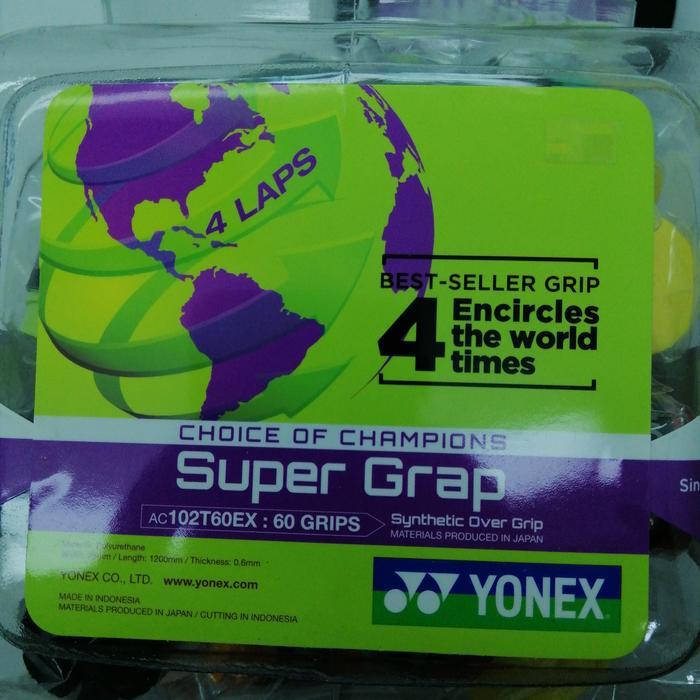 4 LAPS
BEST-SELLER GRIP
4 Encircles
the world
times
CHOICE OF CHAMPIONS
Super Grap
AC102T60EX : 60 GRIPS
Synthetic Over Grip
MATERIALS PRODUCED IN JAPAN
Sin
/ Length: 1200mm / Thickness: 0.6mm
YONEX CO., LTD. www.yonex.com
YONEX
MADE IN INDONESIA
MATERIALS PRODUCED IN JAPAN / CUTTING IN INDONESIA